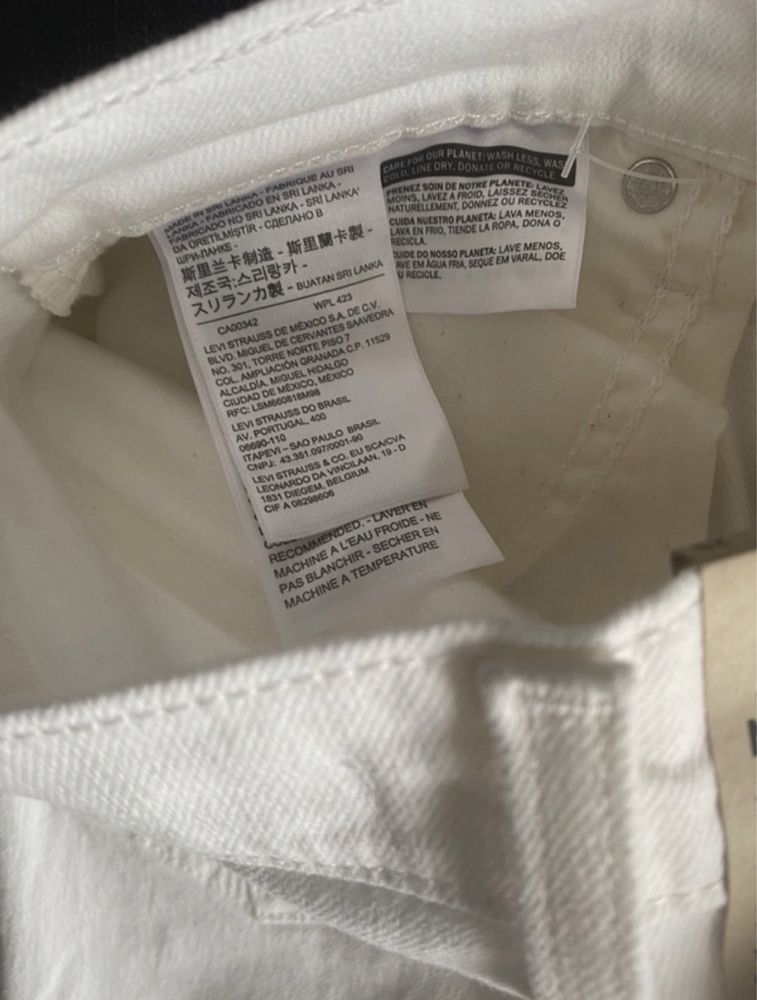 MADE IN SRI LANKA - FABRIQUE AU SRI
LANKA - FABRICADO EN SRI LANKA -
FABRICADO NO SRI LANKA - SRI LANKA'
DA ÜRETİLMİŞTİR - СДЕЛАНО В
ШРИ-ЛАНКЕ -
斯里兰卡制造 - 斯里蘭卡製 -
제조국:스리랑카 -
スリランカ製 - BUATAN SRI LANKA
CA00342 WPL 423
LEVI STRAUSS DE MÉXICO S.A. DE C.V.
BLVD. MIGUEL DE CERVANTES SAAVEDRA
NO. 301, TORRE NORTE PISO 7
COL. AMPLIACIÓN GRANADA C.P. 11529
ALCALDÍA, MIGUEL HIDALGO
CIUDAD DE MÉXICO, MÉXICO
RFC: LSM660818M98
LEVI STRAUSS DO BRASIL
AV. PORTUGAL, 400
06690-110
ITAPEVI – SAO PAULO BRASIL
CNPJ: 43.351.097/0001-90
LEVI STRAUSS & CO. EU SCA/CVA
LEONARDO DA VINCILAAN, 19 - D
1831 DIEGEM, BELGIUM
CIF A 08298606
RECOMMENDED. - LAVER EN
MACHINE A L'EAU FROIDE - NE
PAS BLANCHIR - SECHER EN
MACHINE A TEMPERATURE
CARE FOR OUR PLANET: WASH LESS, WASH
COLD, LINE DRY, DONATE OR RECYCLE
PRENEZ SOIN DE NOTRE PLANETE: LAVEZ
MOINS, LAVEZ A FROID, LAISSEZ SECHER
NATURELLEMENT, DONNEZ OU RECYCLEZ
CUIDA NUESTRO PLANETA: LAVA MENOS,
LAVA EN FRIO, TIENDE LA ROPA, DONA O
RECICLA.
CUIDE DO NOSSO PLANETA: LAVE MENOS,
LAVE EM ÁGUA FRIA, SEQUE EM VARAL, DOE
OU RECICLE.